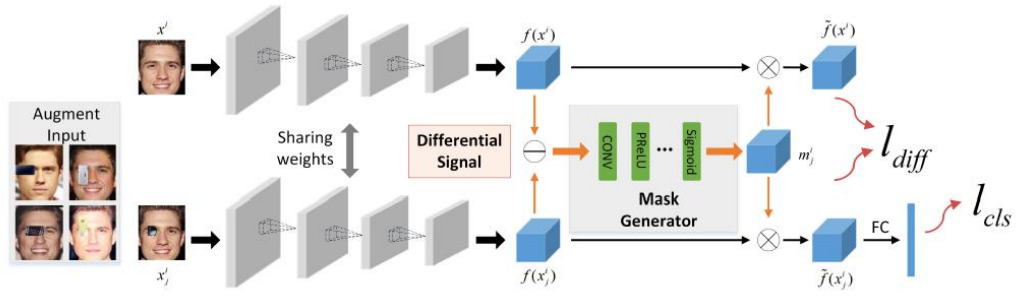 x^i
f(x^i)
f̃(x^i)
Augment
Input
Sharing
weights
Differential
Signal
CONV
PReLU
...
Sigmoid
Mask
Generator
m^i_j
l_diff
l_cls
x^i_j
f(x^i_j)
f̃(x^i_j)
FC